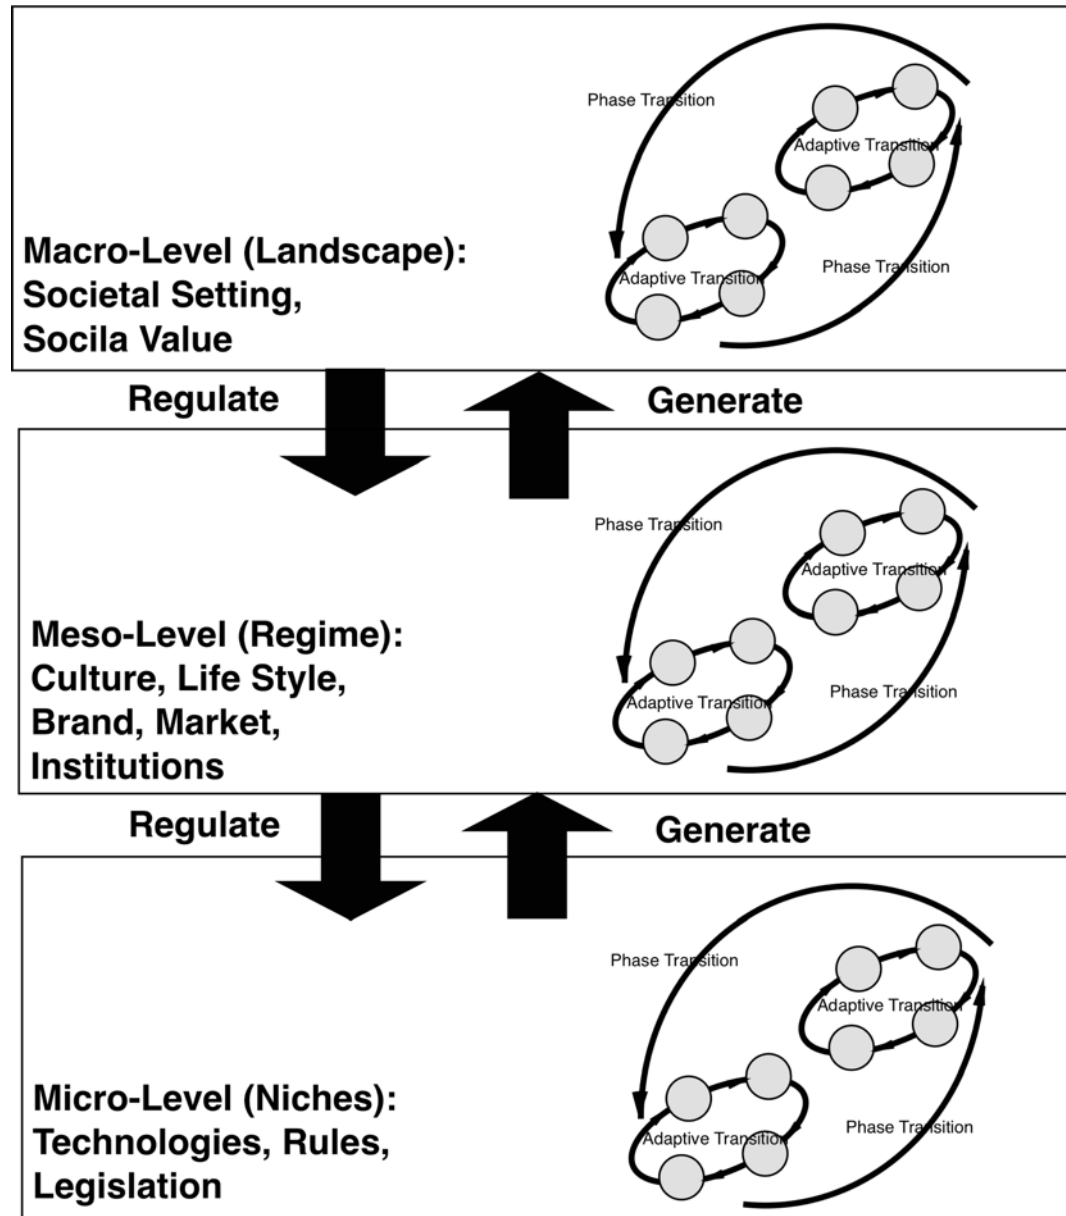 Phase Transition
Adaptive Transition
Adaptive Transition
Phase Transition
Macro-Level (Landscape):
Societal Setting,
Socila Value
Regulate
Generate
Phase Transition
Adaptive Transition
Adaptive Transition
Phase Transition
Meso-Level (Regime):
Culture, Life Style,
Brand, Market,
Institutions
Regulate
Generate
Phase Transition
Adaptive Transition
Adaptive Transition
Phase Transition
Micro-Level (Niches):
Technologies, Rules,
Legislation